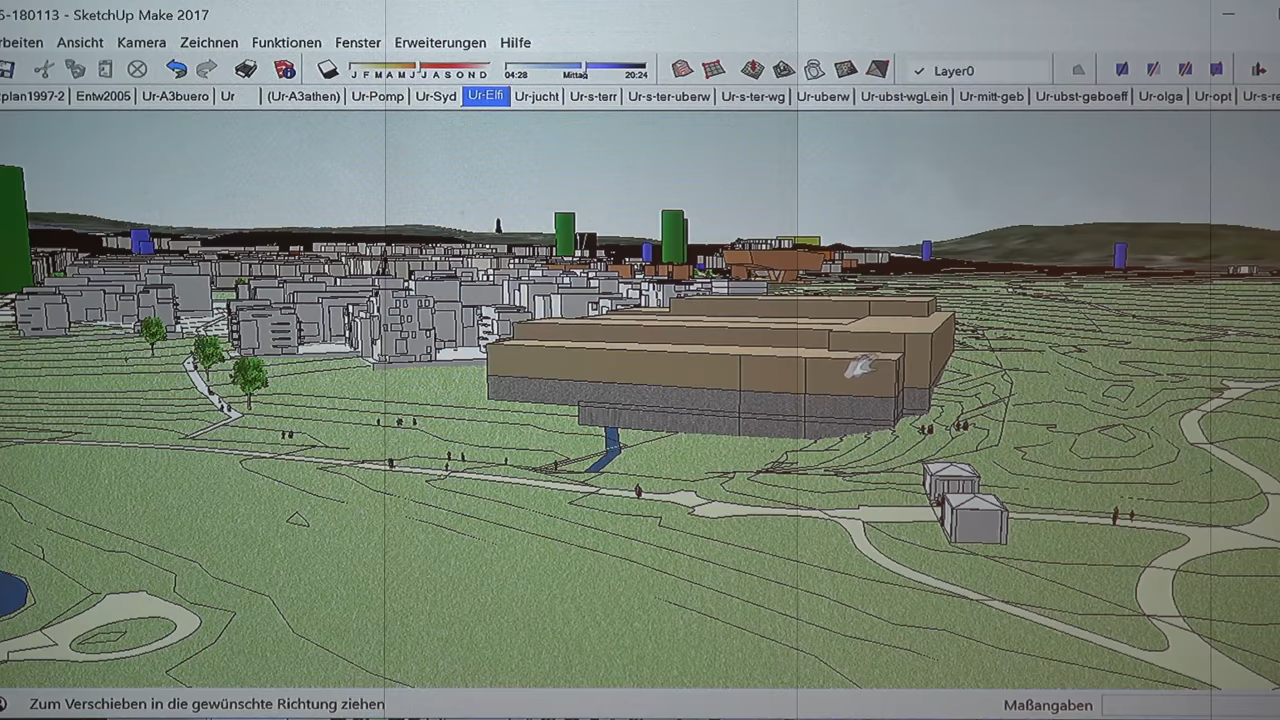 5-180113 - SketchUp Make 2017
rbeiten Ansicht Kamera Zeichnen Funktionen Fenster Erweiterungen Hilfe
J F M A M J J A S O N D 04:28 Mittag 20:24 Layer0
plan1997-2 Entw2005 Ur-A3buero Ur (Ur-A3athen) Ur-Pomp Ur-Syd Ur-Elfi Ur-jucht Ur-s-terr Ur-s-ter-uberw Ur-s-ter-wg Ur-uberw Ur-ubst-wgLein Ur-mitt-geb Ur-ubst-geboeff Ur-olga Ur-opt Ur-s-re
Zum Verschieben in die gewünschte Richtung ziehen Maßangaben